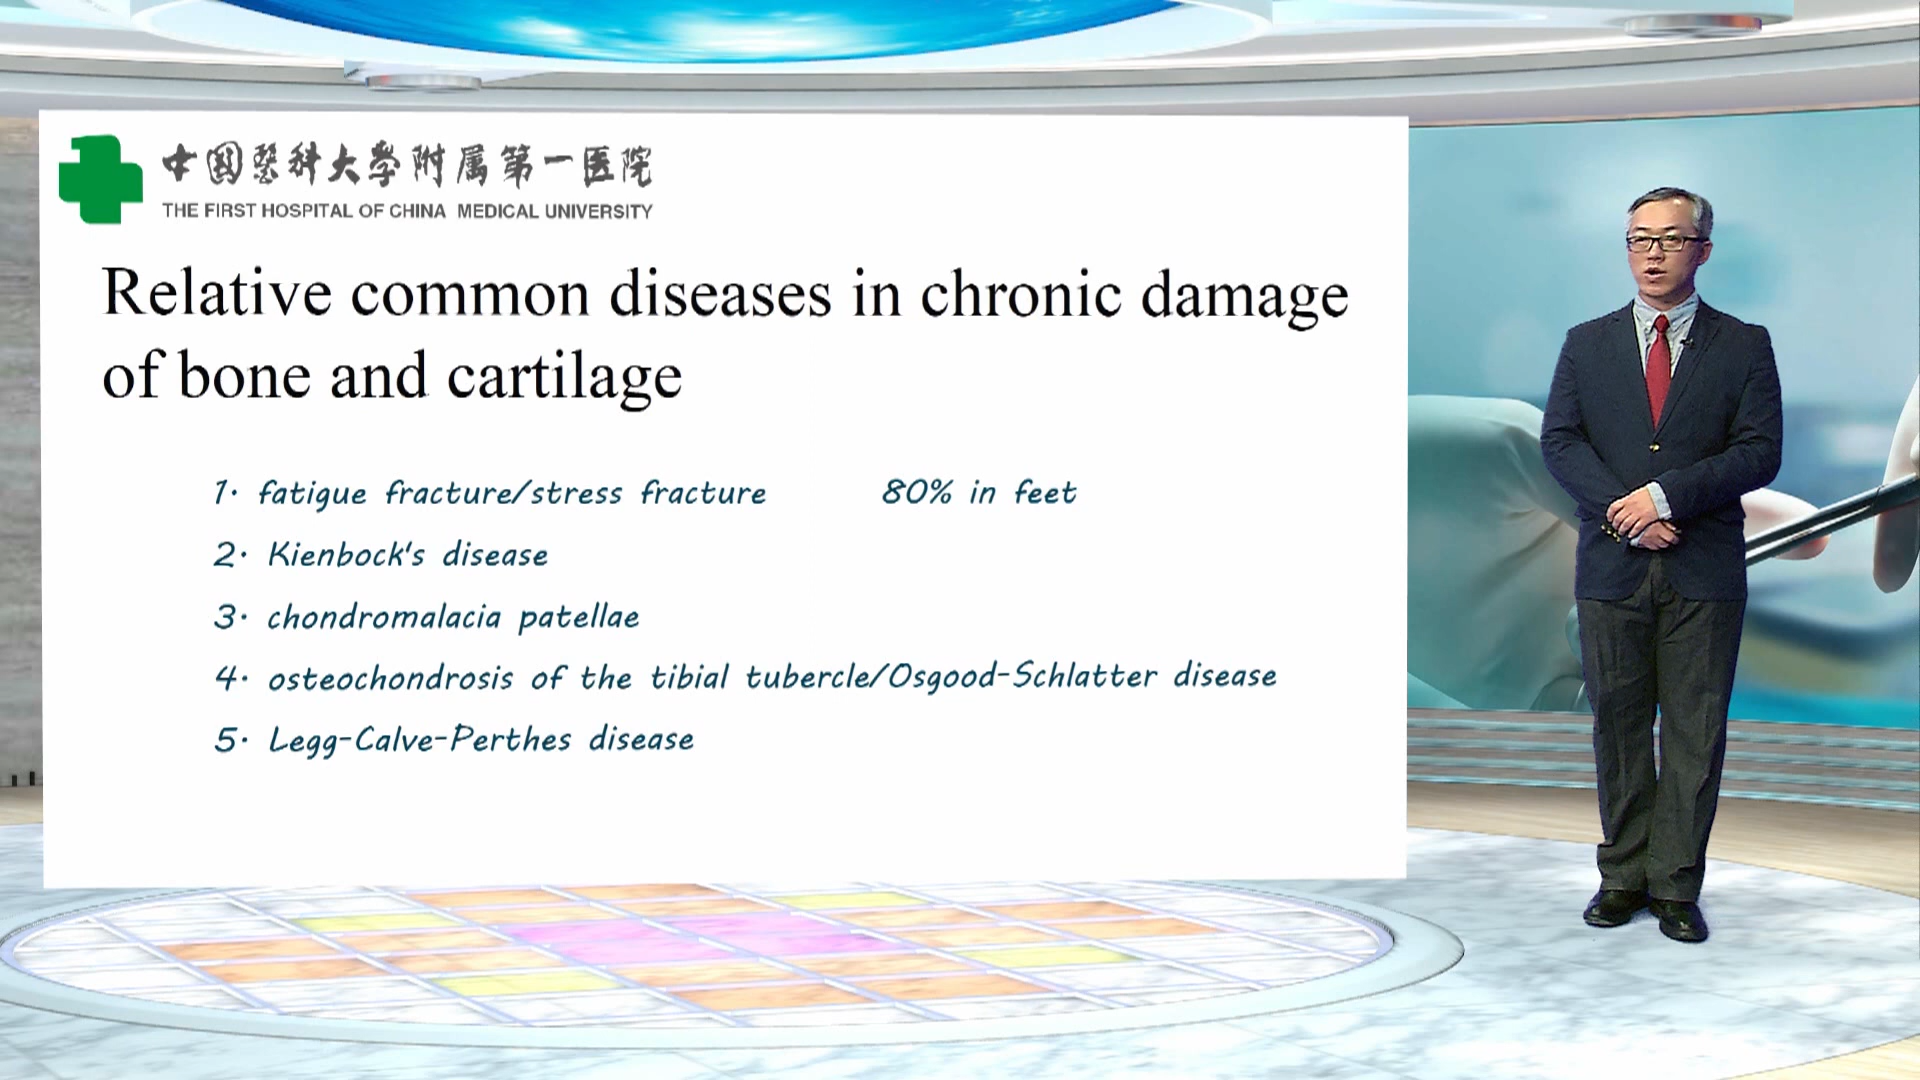 中国医科大学附属第一医院
THE FIRST HOSPITAL OF CHINA MEDICAL UNIVERSITY
Relative common diseases in chronic damage
of bone and cartilage
1. fatigue fracture/stress fracture 80% in feet
2. Kienbock's disease
3. chondromalacia patellae
4. osteochondrosis of the tibial tubercle/Osgood-Schlatter disease
5. Legg-Calve-Perthes disease